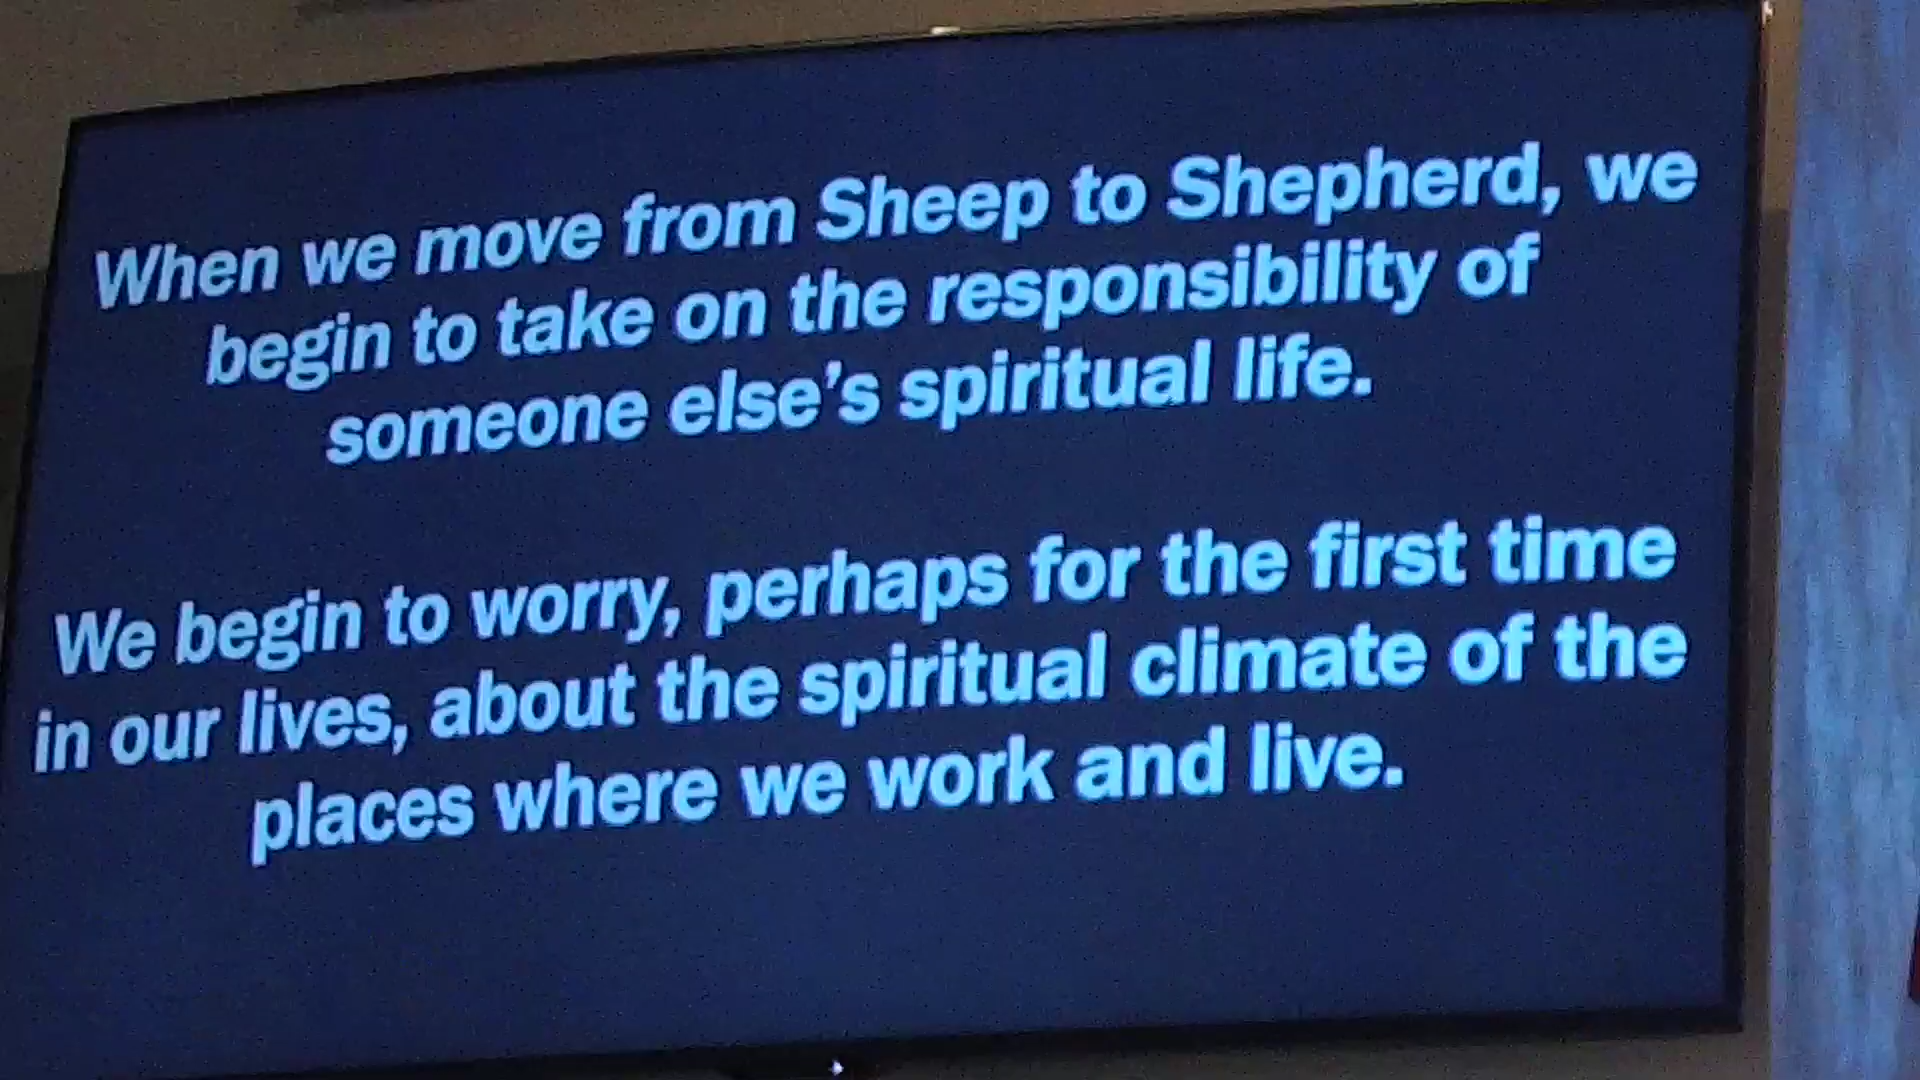 When we move from Sheep to Shepherd, we
begin to take on the responsibility of
someone else’s spiritual life.
We begin to worry, perhaps for the first time
in our lives, about the spiritual climate of the
places where we work and live.